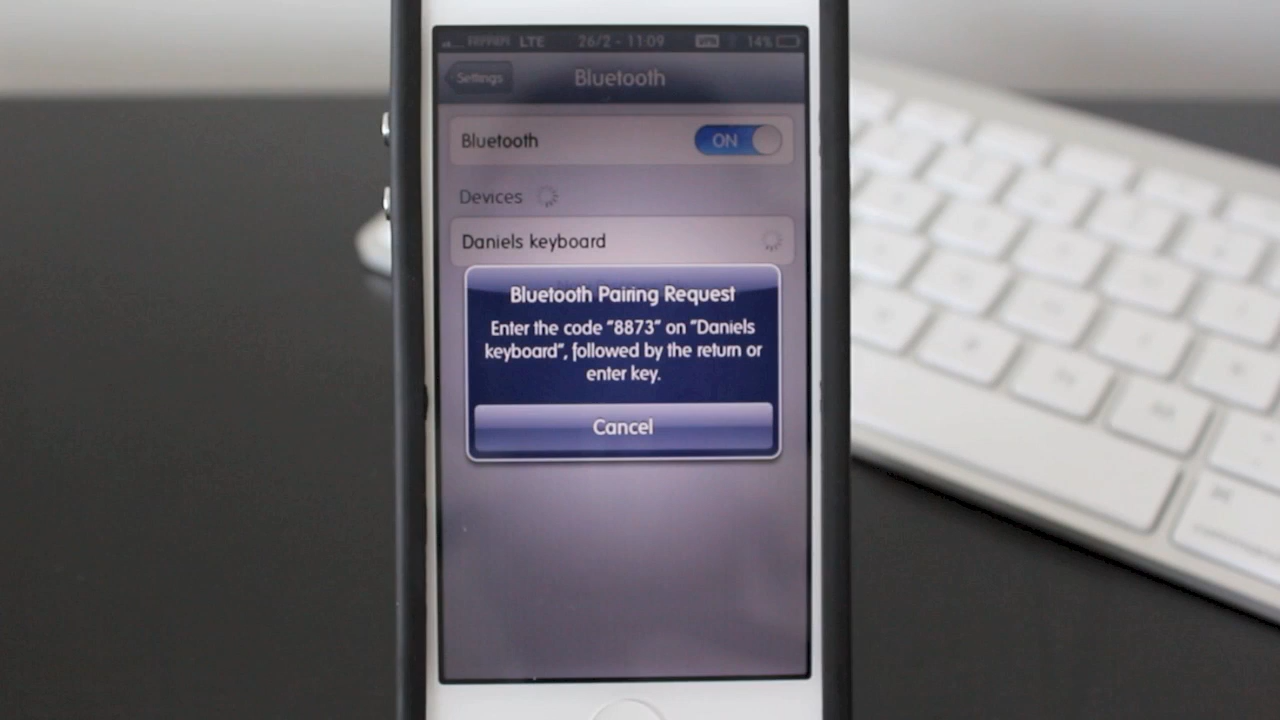 LTE 26/2 - 11:09 VPN 14%
Settings Bluetooth
Bluetooth ON
Devices
Daniels keyboard
Bluetooth Pairing Request
Enter the code "8873" on "Daniels
keyboard", followed by the return or
enter key.
Cancel